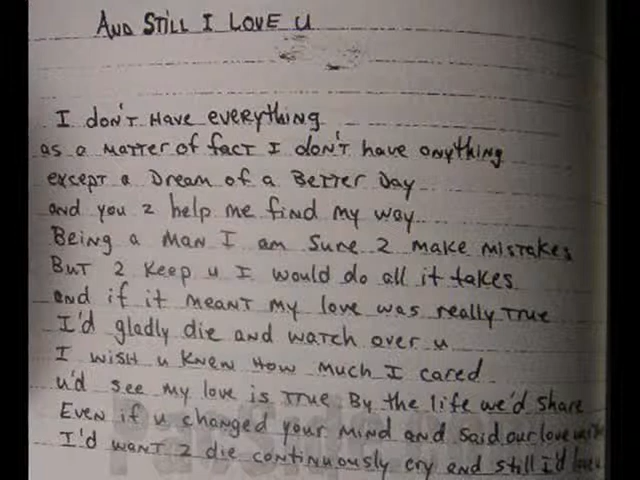 And Still I Love u
I don't have everything
as a matter of fact I don't have anything
except a Dream of a Better Day
and you 2 help me find my way
Being a man I am sure 2 make mistakes
But 2 keep u I would do all it takes
and if it meant my love was really true
I'd gladly die and watch over u
I wish u knew how much I cared
u'd see my love is true By the life we'd share
Even if u changed your mind and said our love
I'd want 2 die continuously cry and still I'd love